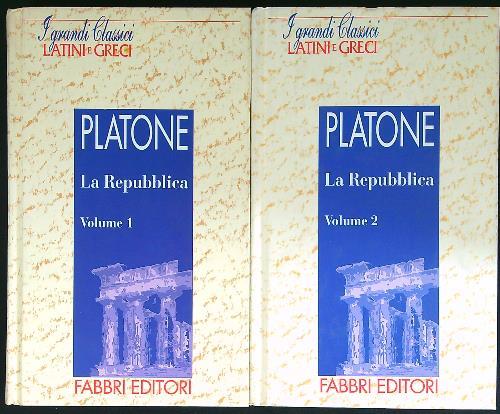 I grandi Classici
LATINI E GRECI
PLATONE
La Repubblica
Volume 1
FABBRI EDITORI
I grandi Classici
LATINI E GRECI
PLATONE
La Repubblica
Volume 2
FABBRI EDITORI